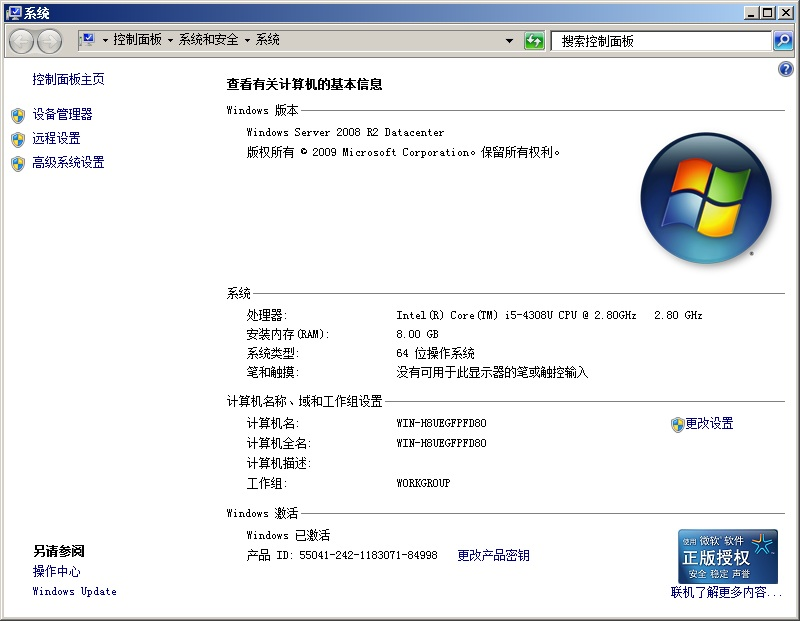 系统
控制面板 系统和安全 系统
搜索控制面板
控制面板主页
设备管理器
远程设置
高级系统设置
查看有关计算机的基本信息
Windows 版本
Windows Server 2008 R2 Datacenter
版权所有 © 2009 Microsoft Corporation。保留所有权利。
系统
处理器: Intel(R) Core(TM) i5-4308U CPU @ 2.80GHz 2.80 GHz
安装内存(RAM): 8.00 GB
系统类型: 64 位操作系统
笔和触摸: 没有可用于此显示器的笔或触控输入
计算机名称、域和工作组设置
计算机名: WIN-H8UEGFPFD80 更改设置
计算机全名: WIN-H8UEGFPFD80
计算机描述:
工作组: WORKGROUP
Windows 激活
Windows 已激活
产品 ID: 55041-242-1183071-84998 更改产品密钥
使用 微软 软件
正版授权
安全 稳定 声誉
联机了解更多内容...
另请参阅
操作中心
Windows Update